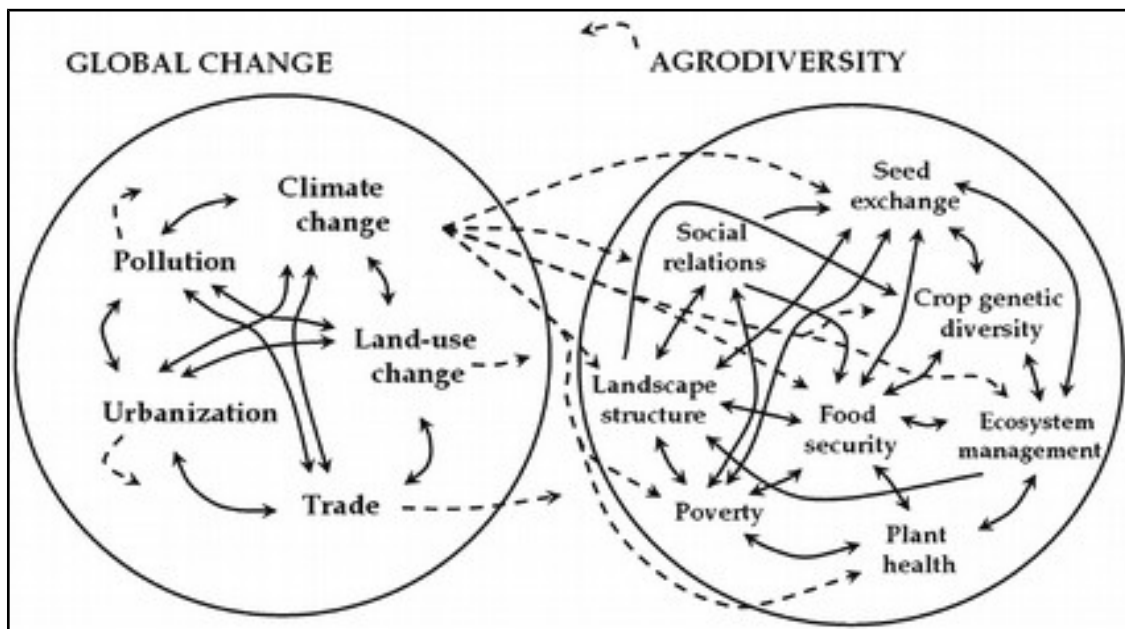 GLOBAL CHANGE
Climate
change
Pollution
Land-use
change
Urbanization
Trade
AGRODIVERSITY
Seed
exchange
Social
relations
Crop genetic
diversity
Landscape
structure
Food
security
Ecosystem
management
Poverty
Plant
health